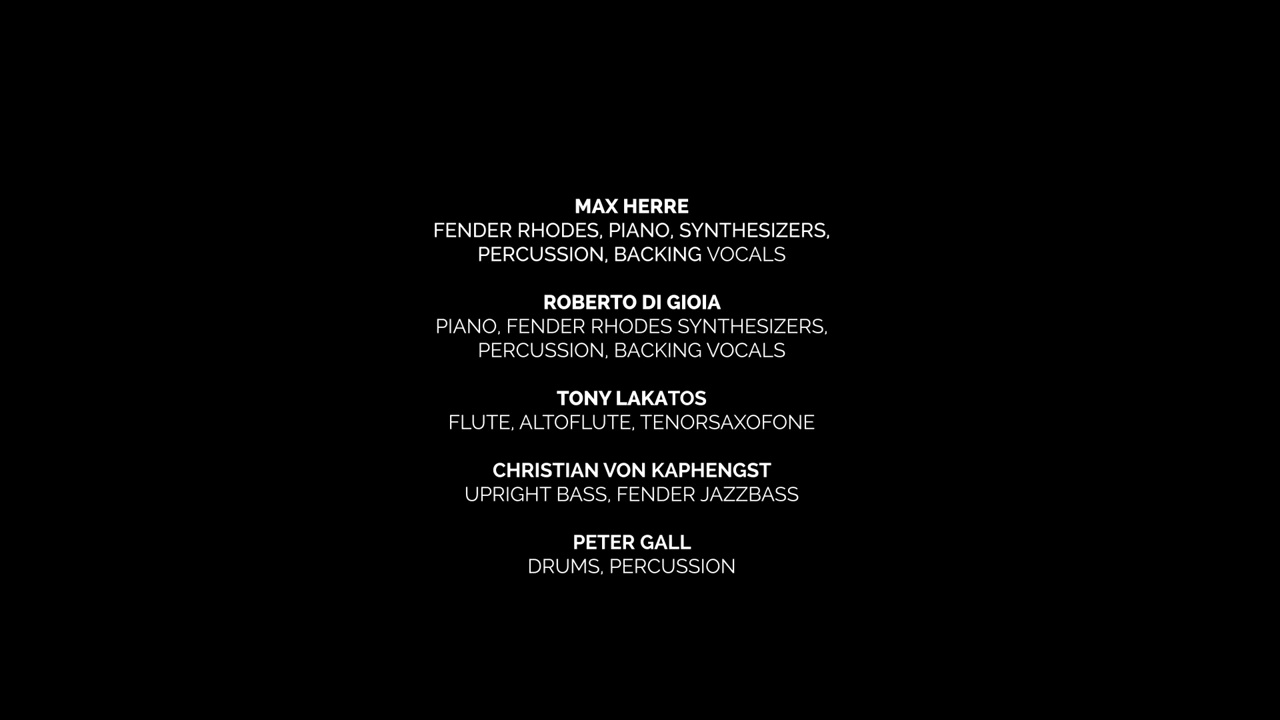 MAX HERRE
FENDER RHODES, PIANO, SYNTHESIZERS,
PERCUSSION, BACKING VOCALS
ROBERTO DI GIOIA
PIANO, FENDER RHODES SYNTHESIZERS,
PERCUSSION, BACKING VOCALS
TONY LAKATOS
FLUTE, ALTOFLUTE, TENORSAXOFONE
CHRISTIAN VON KAPHENGST
UPRIGHT BASS, FENDER JAZZBASS
PETER GALL
DRUMS, PERCUSSION